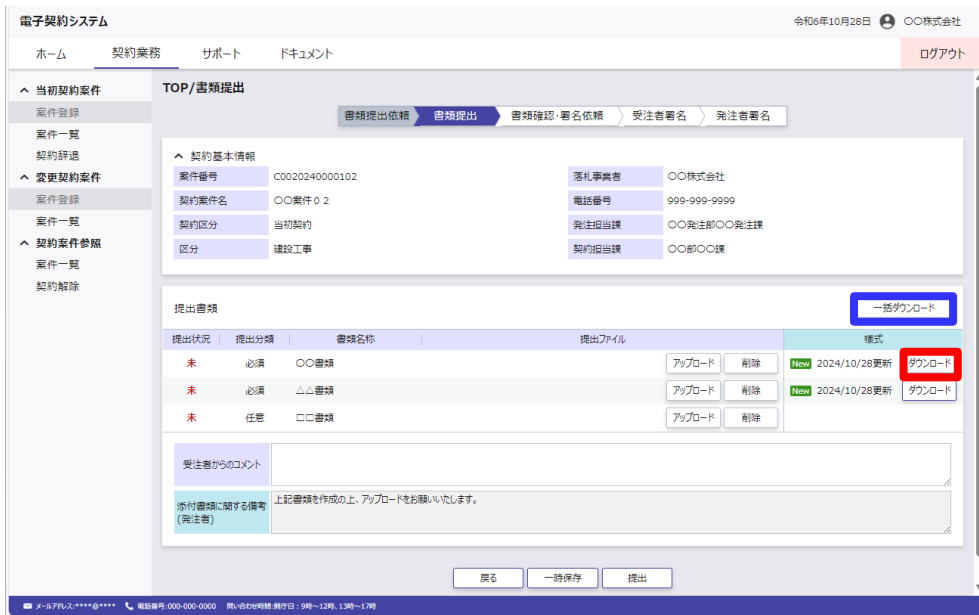 電子契約システム 令和6年10月28日 〇〇株式会社
ホーム 契約業務 サポート ドキュメント ログアウト
当初契約案件
案件登録
案件一覧
契約辞退
変更契約案件
案件登録
案件一覧
契約案件参照
案件一覧
契約解除
TOP/書類提出
書類提出依頼 書類提出 書類確認・署名依頼 受注者署名 発注者署名
契約基本情報
案件番号 C0020240000102 落札事業者 〇〇株式会社
契約案件名 〇〇案件０２ 電話番号 999-999-9999
契約区分 当初契約 発注担当課 〇〇発注部〇〇発注課
区分 建設工事 契約担当課 〇〇部〇〇課
提出書類 一括ダウンロード
提出状況 提出分類 書類名称 提出ファイル 様式
未 必須 〇〇書類 アップロード 削除 New 2024/10/28更新 ダウンロード
未 必須 △△書類 アップロード 削除 New 2024/10/28更新 ダウンロード
未 任意 □□書類 アップロード 削除
受注者からのコメント
添付書類に関する備考
(発注者)
上記書類を作成の上、アップロードをお願いいたします。
戻る 一時保存 提出
メールアドレス:****@**** 電話番号:000-000-0000 問い合わせ時間:開庁日：9時～12時、13時～17時